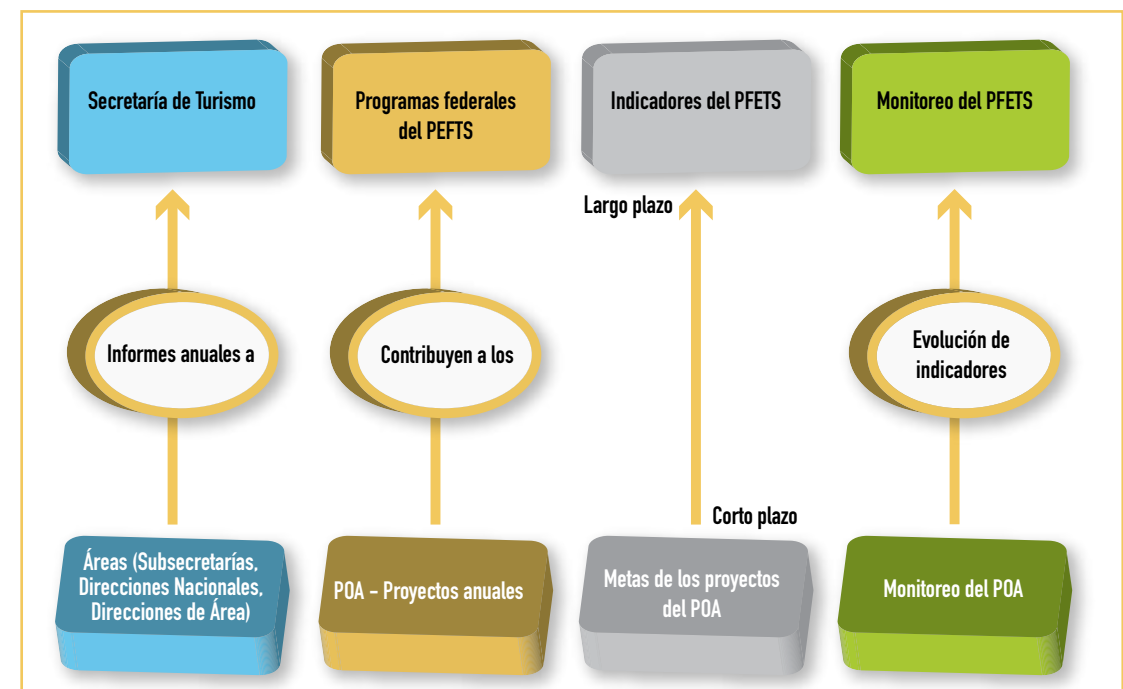 Secretaría de Turismo
Programas federales
del PEFTS
Indicadores del PFETS
Monitoreo del PFETS
Largo plazo
Informes anuales a
Contribuyen a los
Evolución de
indicadores
Corto plazo
Áreas (Subsecretarías,
Direcciones Nacionales,
Direcciones de Área)
POA - Proyectos anuales
Metas de los proyectos
del POA
Monitoreo del POA